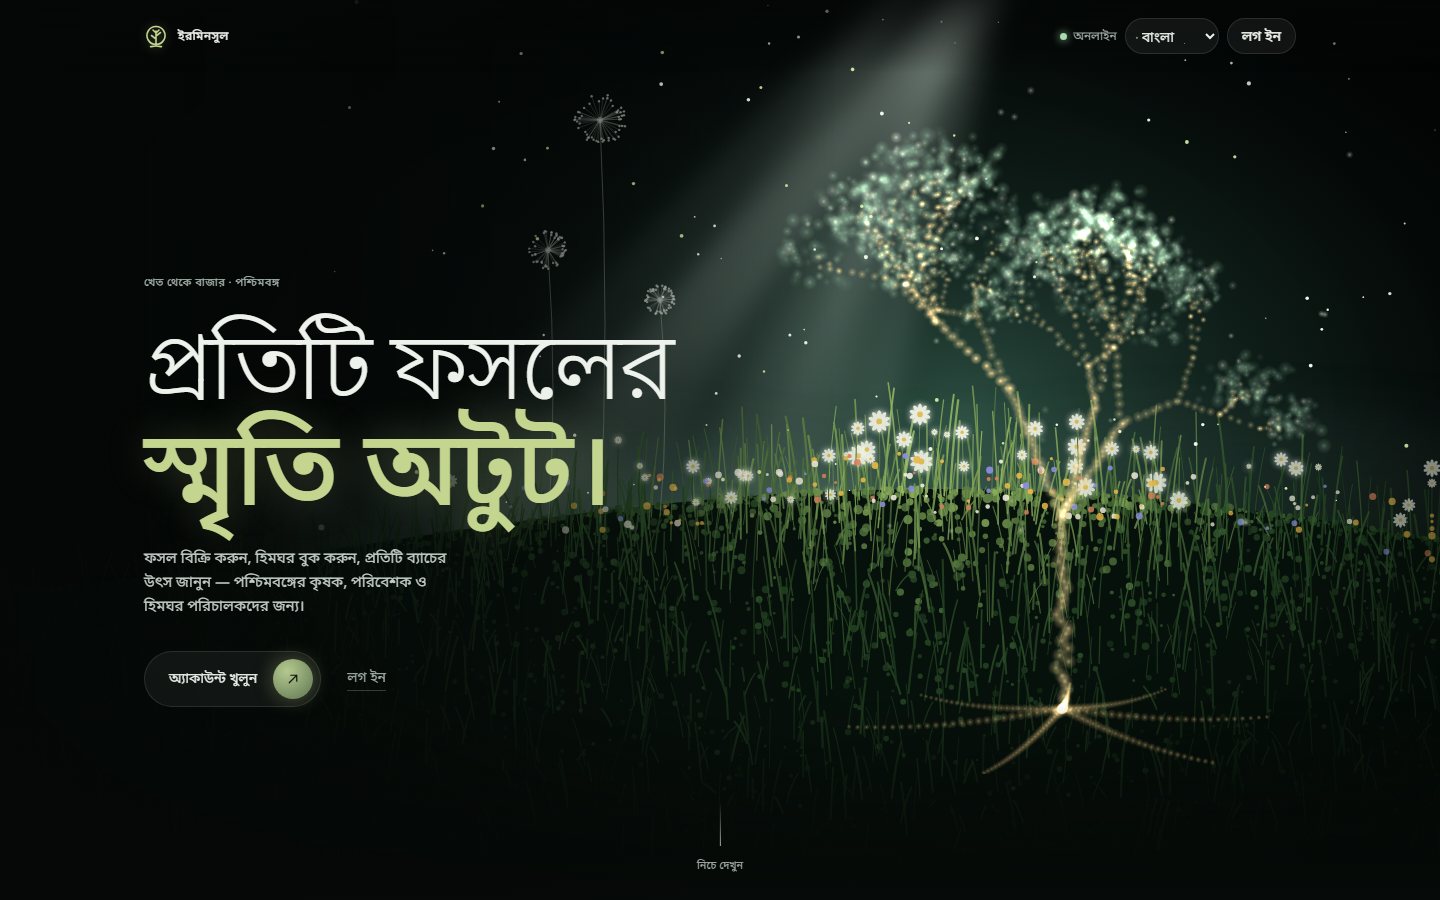 ইরমিনসুল
অনলাইন
বাংলা
লগ ইন
খেত থেকে বাজার · পশ্চিমবঙ্গ
প্রতিটি ফসলের
স্মৃতি অটুট।
ফসল বিক্রি করুন, হিমঘর বুক করুন, প্রতিটি ব্যাচের
উৎস জানুন — পশ্চিমবঙ্গের কৃষক, পরিবেশক ও
হিমঘর পরিচালকদের জন্য।
অ্যাকাউন্ট খুলুন
লগ ইন
নিচে দেখুন